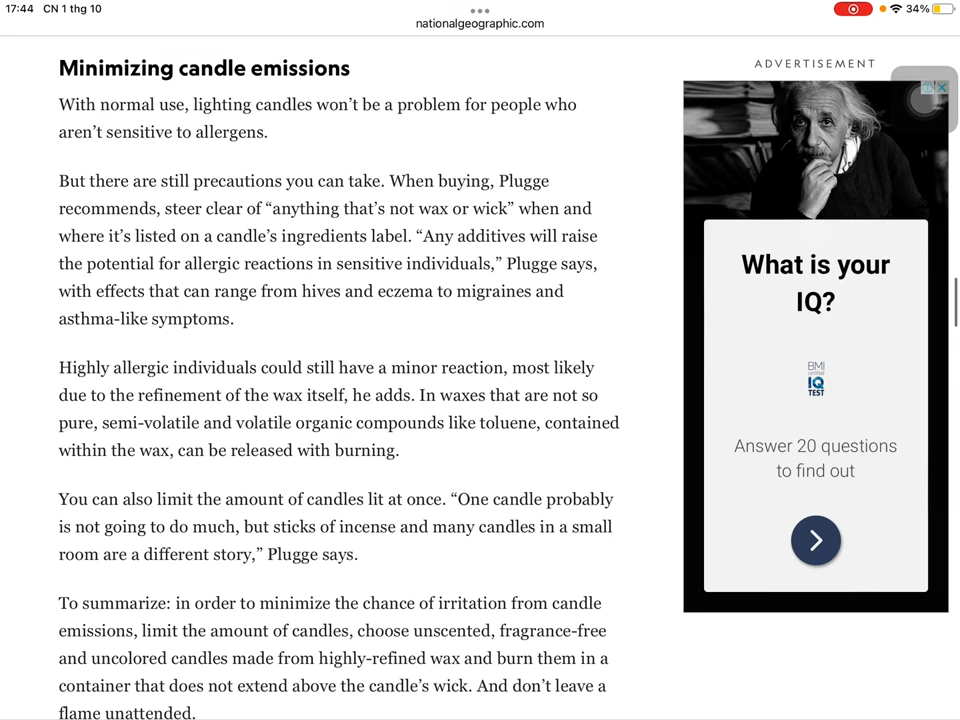 17:44 CN 1 thg 10
nationalgeographic.com
34%
Minimizing candle emissions
With normal use, lighting candles won’t be a problem for people who
aren’t sensitive to allergens.
But there are still precautions you can take. When buying, Plugge
recommends, steer clear of “anything that’s not wax or wick” when and
where it’s listed on a candle’s ingredients label. “Any additives will raise
the potential for allergic reactions in sensitive individuals,” Plugge says,
with effects that can range from hives and eczema to migraines and
asthma-like symptoms.
Highly allergic individuals could still have a minor reaction, most likely
due to the refinement of the wax itself, he adds. In waxes that are not so
pure, semi-volatile and volatile organic compounds like toluene, contained
within the wax, can be released with burning.
You can also limit the amount of candles lit at once. “One candle probably
is not going to do much, but sticks of incense and many candles in a small
room are a different story,” Plugge says.
To summarize: in order to minimize the chance of irritation from candle
emissions, limit the amount of candles, choose unscented, fragrance-free
and uncolored candles made from highly-refined wax and burn them in a
container that does not extend above the candle’s wick. And don’t leave a
flame unattended.
ADVERTISEMENT
What is your
IQ?
BMI
certified
IQ
TEST
Answer 20 questions
to find out